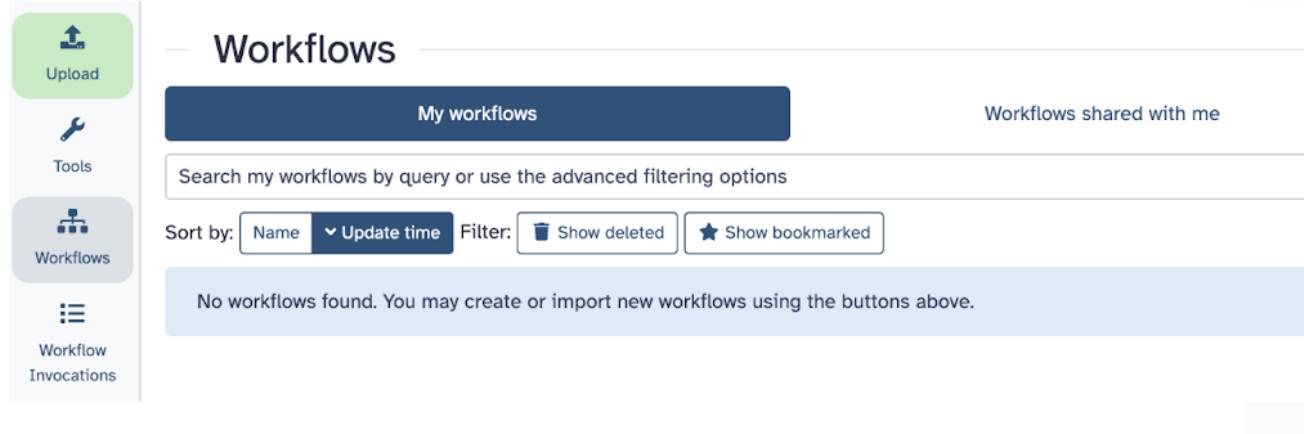 Upload
Tools
Workflows
Workflow
Invocations
Workflows
My workflows
Workflows shared with me
Search my workflows by query or use the advanced filtering options
Sort by: Name Update time Filter: Show deleted Show bookmarked
No workflows found. You may create or import new workflows using the buttons above.